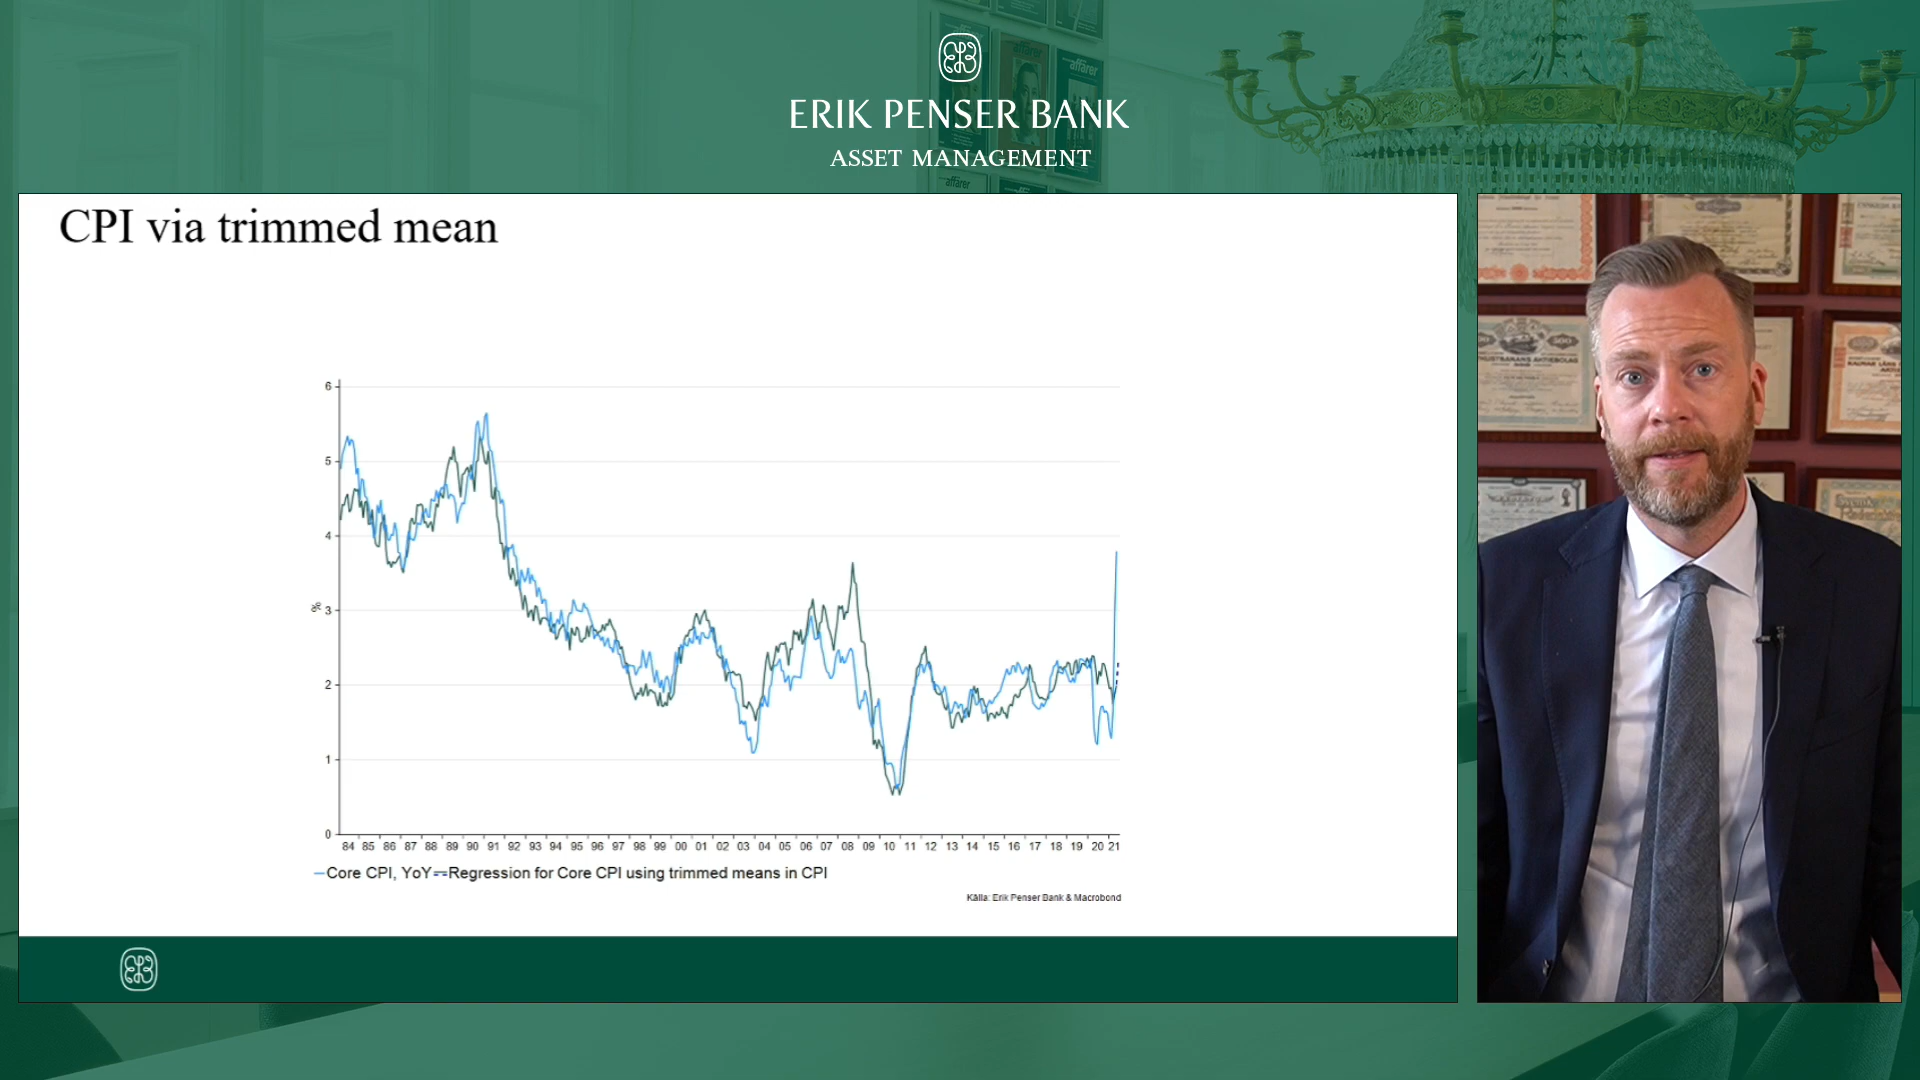 affärer
affärer
ERIK PENSER BANK
ASSET MANAGEMENT
affärer
CPI via trimmed mean
6
5
4
%
3
2
1
0
84 85 86 87 88 89 90 91 92 93 94 95 96 97 98 99 00 01 02 03 04 05 06 07 08 09 10 11 12 13 14 15 16 17 18 19 20 21
Core CPI, YoY Regression for Core CPI using trimmed means in CPI
Källa: Erik Penser Bank & Macrobond